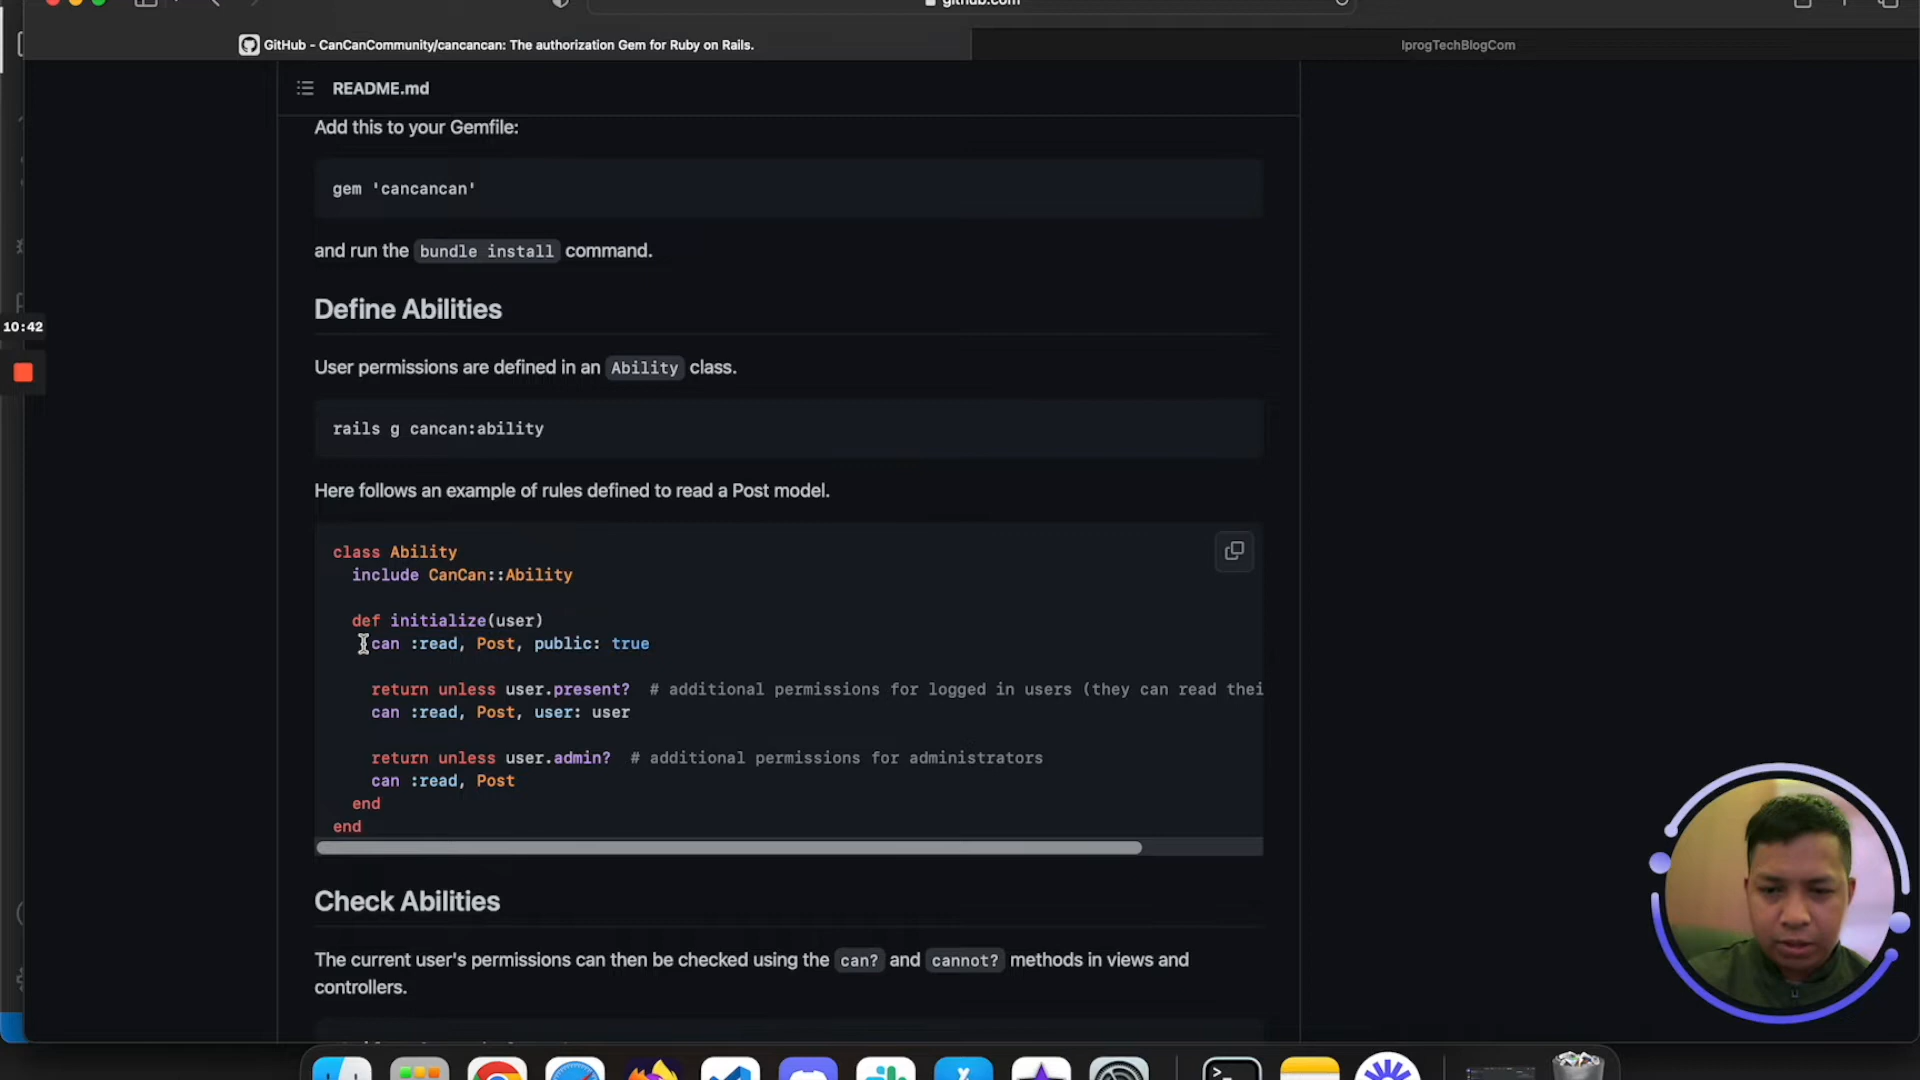 github.com
GitHub - CanCanCommunity/cancancan: The authorization Gem for Ruby on Rails.
IprogTechBlogCom
README.md
Add this to your Gemfile:
gem 'cancancan'
and run the bundle install command.
Define Abilities
10:42
User permissions are defined in an Ability class.
rails g cancan:ability
Here follows an example of rules defined to read a Post model.
class Ability
include CanCan::Ability
def initialize(user)
can :read, Post, public: true
return unless user.present? # additional permissions for logged in users (they can read thei
can :read, Post, user: user
return unless user.admin? # additional permissions for administrators
can :read, Post
end
end
Check Abilities
The current user's permissions can then be checked using the can? and cannot? methods in views and
controllers.